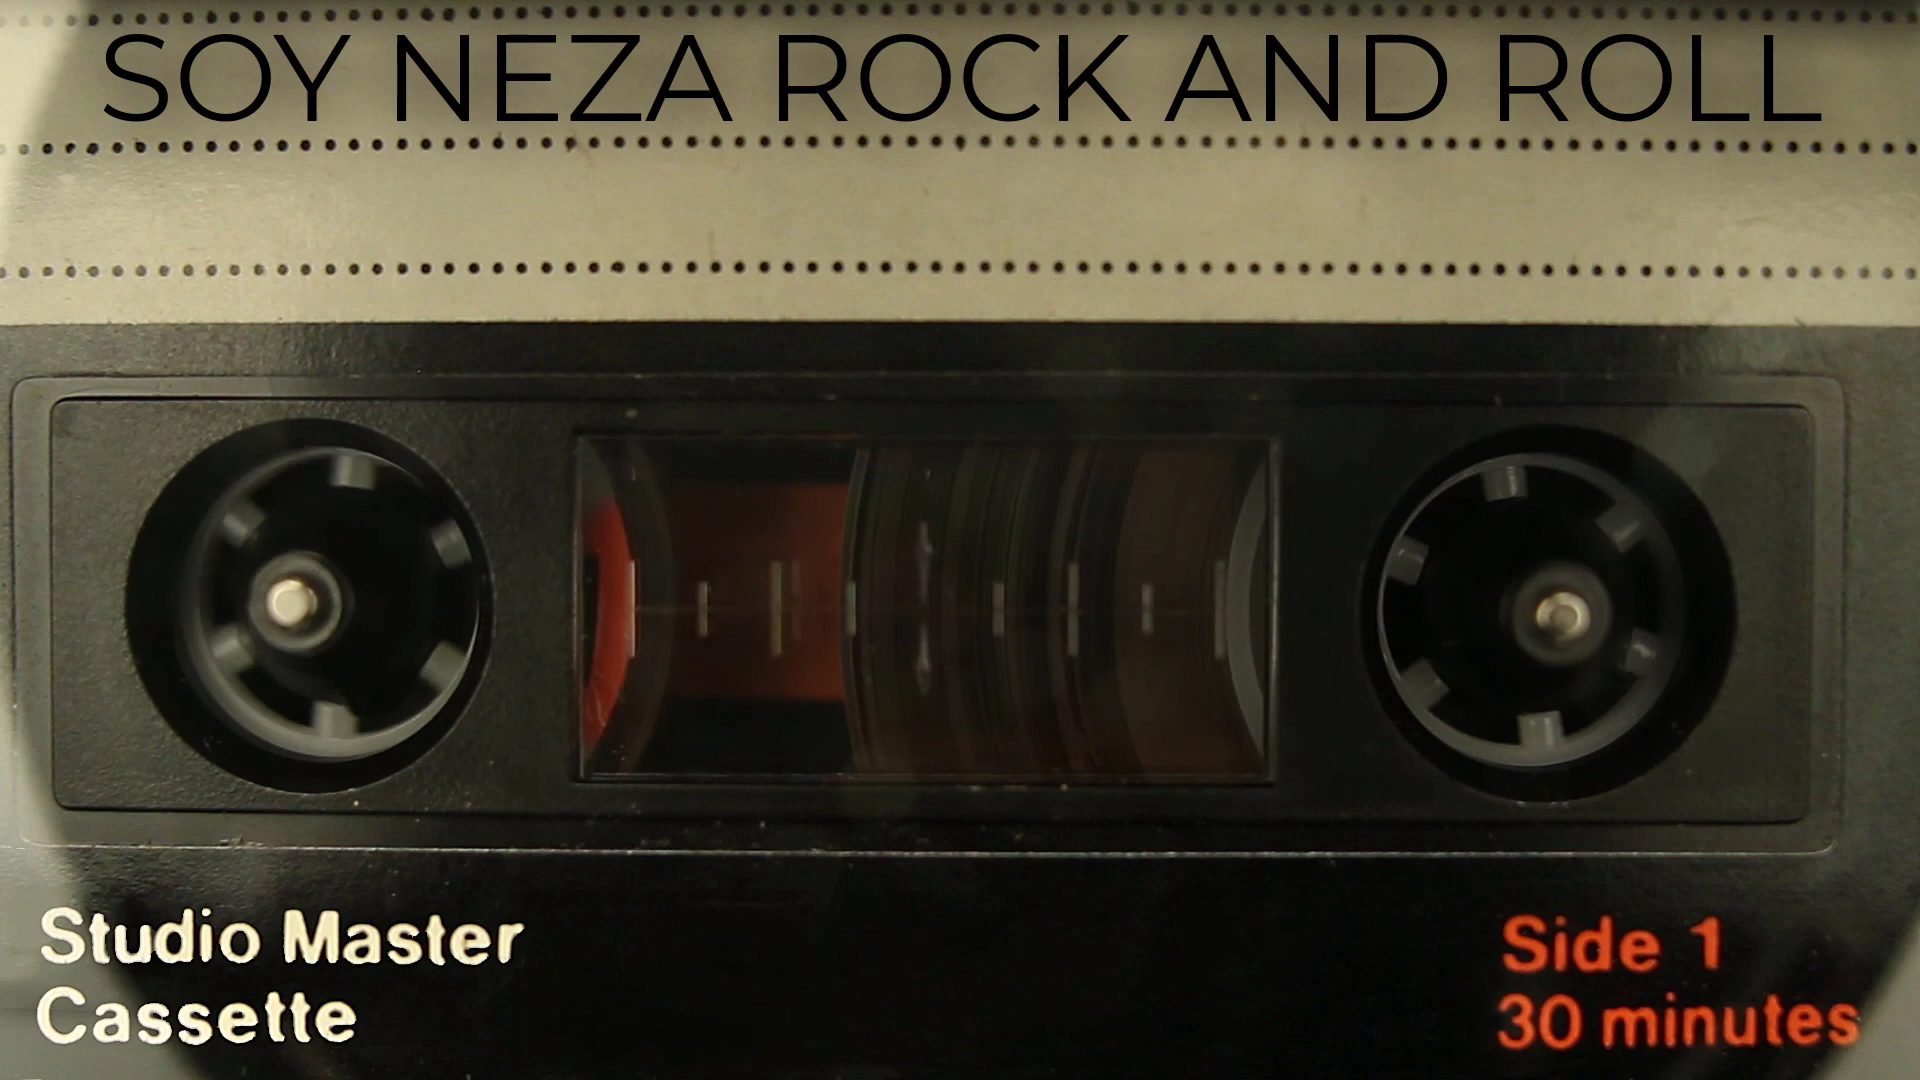 SOY NEZA ROCK AND ROLL
Studio Master
Cassette
Side 1
30 minutes